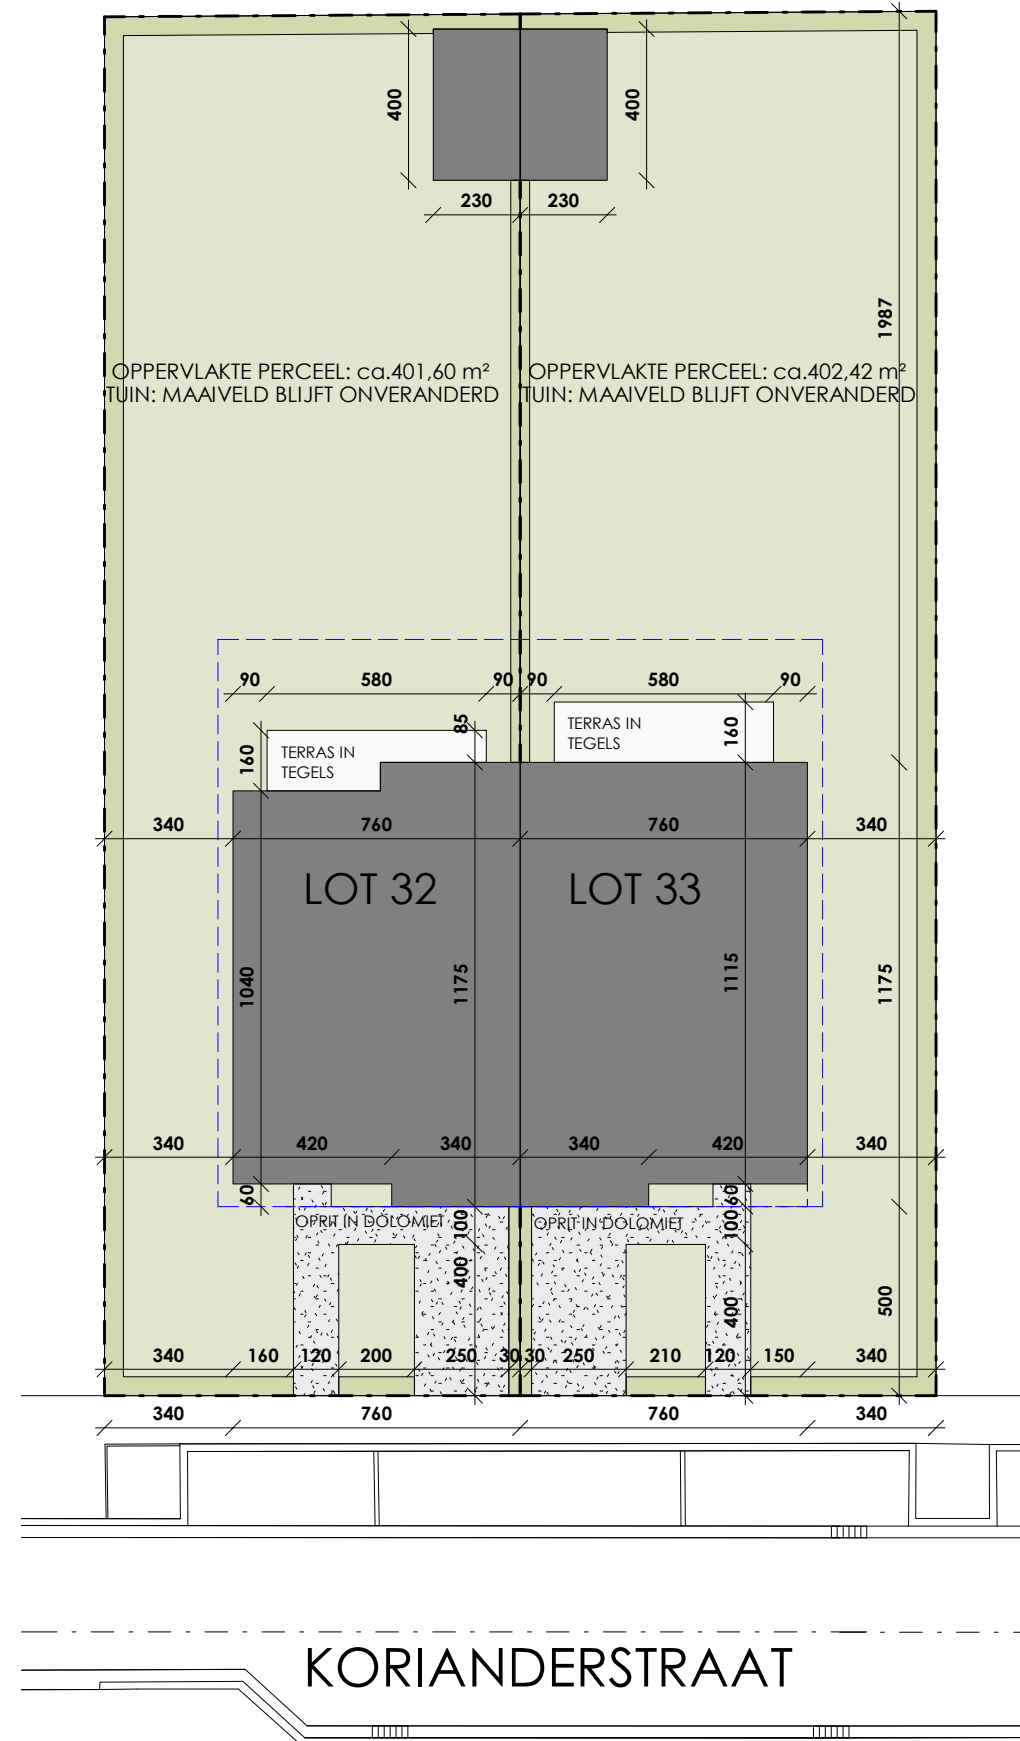 400 400
230 230
1987
OPPERVLAKTE PERCEEL: ca.401,60 m²
TUIN: MAAIVELD BLIJFT ONVERANDERD
OPPERVLAKTE PERCEEL: ca.402,42 m²
TUIN: MAAIVELD BLIJFT ONVERANDERD
90 580 90 90 580 90
85
160
160
TERRAS IN
TEGELS
TERRAS IN
TEGELS
340 760 760 340
LOT 32 LOT 33
1040 1175 1115 1175
340 420 340 340 420 340
60 60
OPRIT IN DOLOMIET
OPRIT IN DOLOMIET
100 100
400 400 500
340 160 120 200 250 30 30 250 210 120 150 340
340 760 760 340
KORIANDERSTRAAT